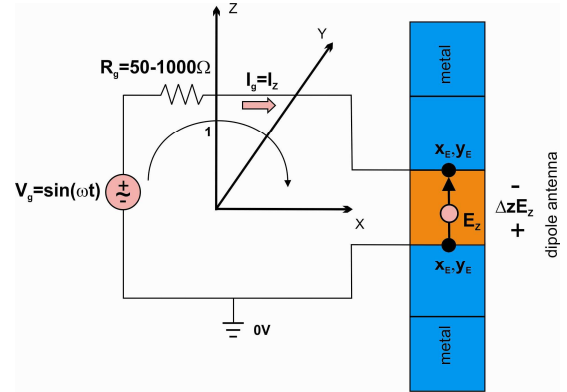 Z
Y
metal
R_g=50-1000Ω
I_g=I_Z
1
x_E,y_E
V_g=sin(ωt)
+
~
-
X
E_Z
-
ΔzE_Z
+
dipole antenna
x_E,y_E
0V
metal